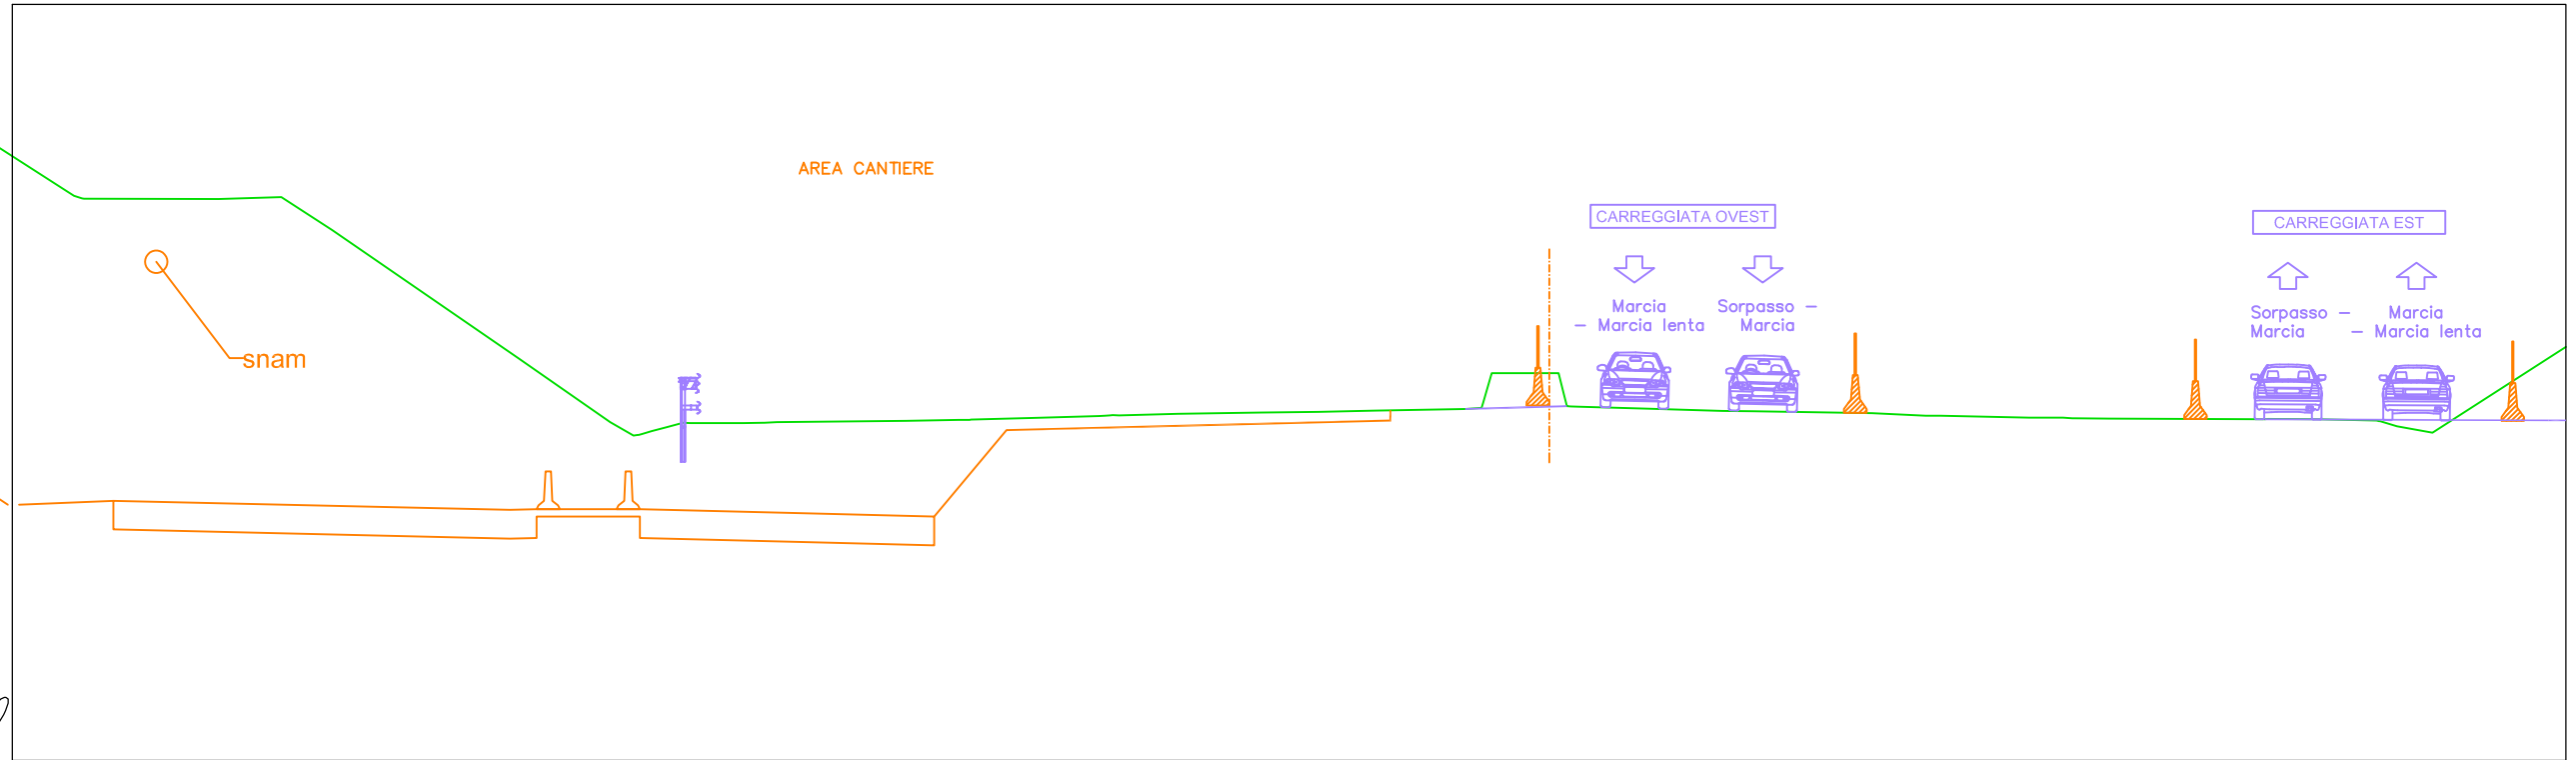 AREA CANTIERE
CARREGGIATA OVEST
CARREGGIATA EST
Marcia
- Marcia lenta
Sorpasso -
Marcia
Sorpasso -
Marcia
Marcia
- Marcia lenta
snam